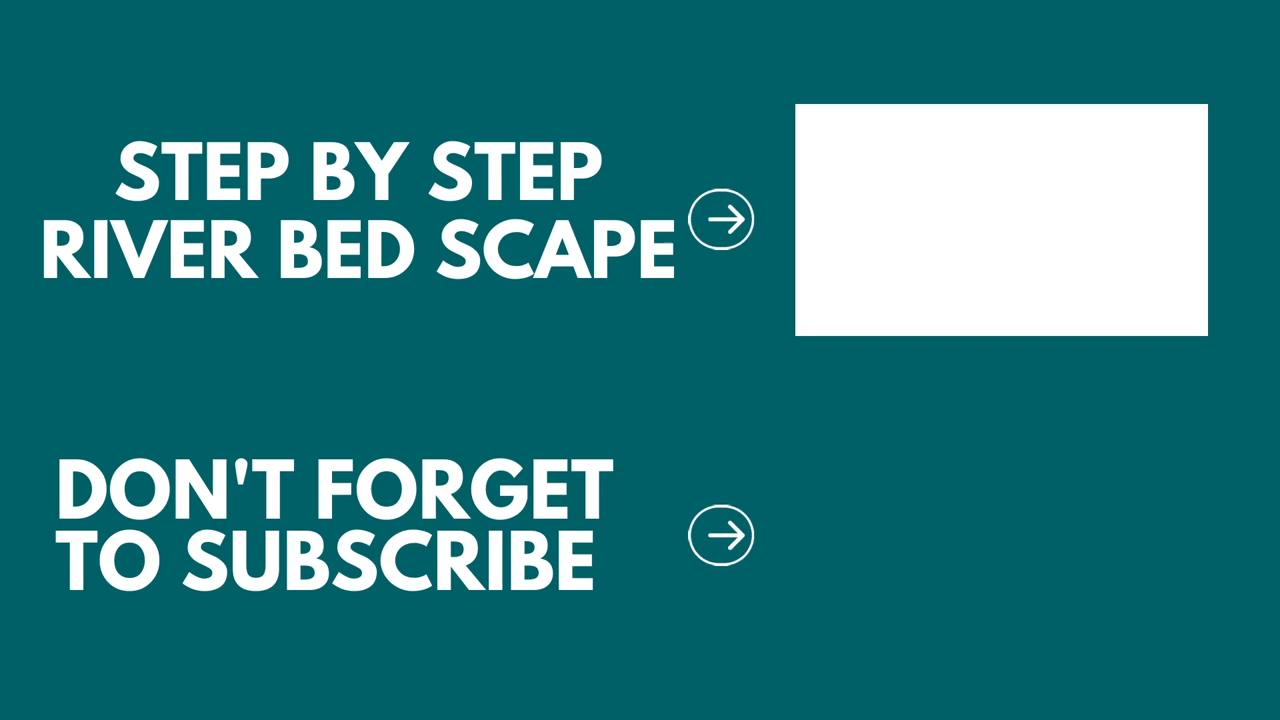 STEP BY STEP
RIVER BED SCAPE
DON'T FORGET
TO SUBSCRIBE